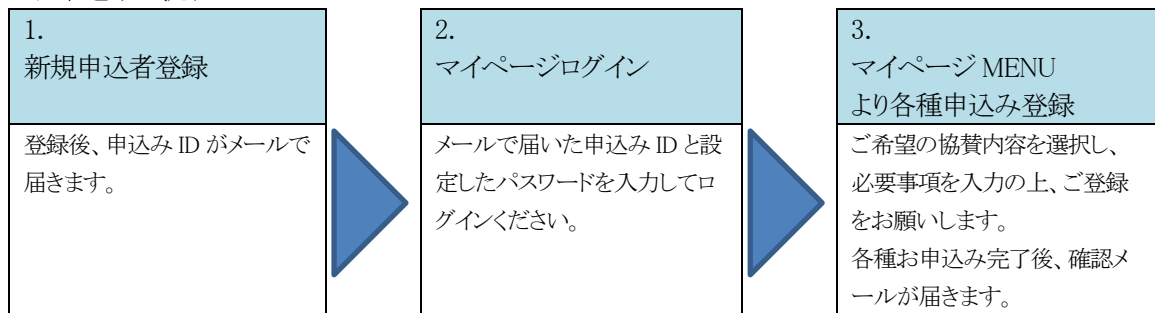 1.
新規申込者登録
登録後、申込み ID がメールで
届きます。
2.
マイページログイン
メールで届いた申込み ID と設
定したパスワードを入力してロ
グインください。
3.
マイページ MENU
より各種申込み登録
ご希望の協賛内容を選択し、
必要事項を入力の上、ご登録
をお願いします。
各種お申込み完了後、確認メ
ールが届きます。